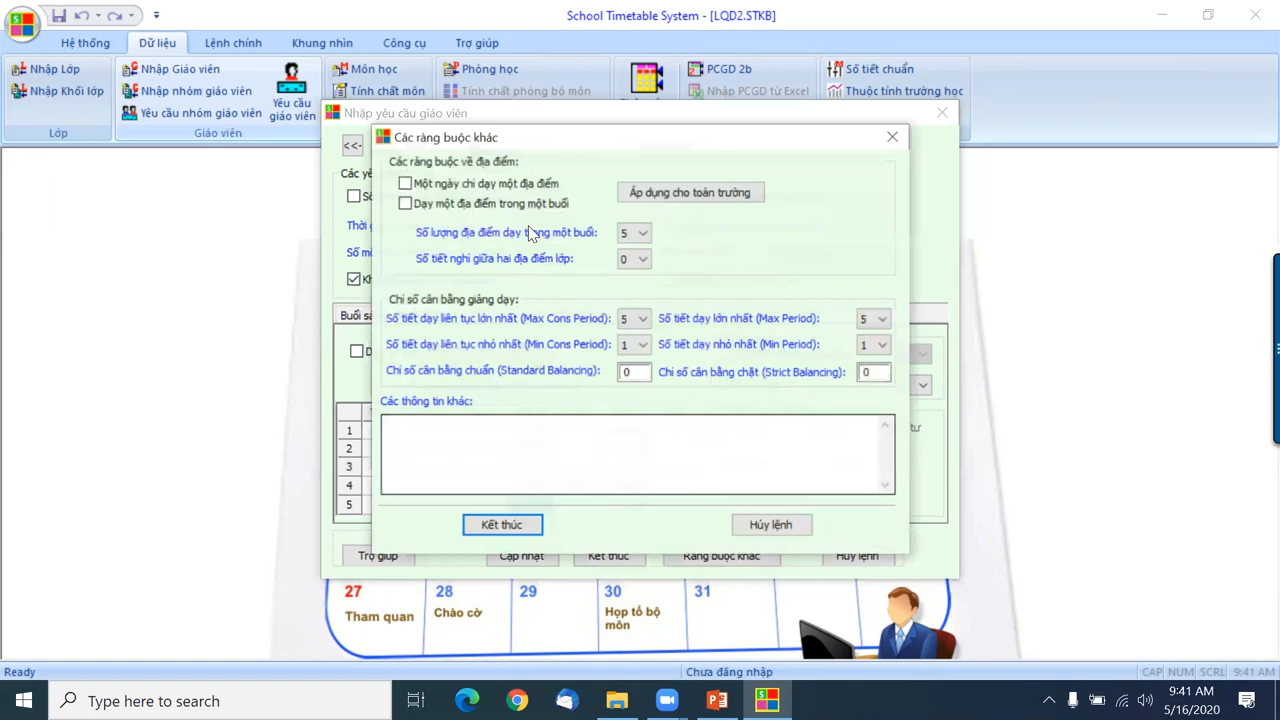 School Timetable System - [LQD2.STKB]
Hệ thống Dữ liệu Lệnh chính Khung nhìn Công cụ Trợ giúp
Nhập Lớp Nhập Giáo viên Môn học Phòng học PCGD 2b Số tiết chuẩn
Nhập Khối lớp Nhập nhóm giáo viên Tính chất môn Tính chất phòng bộ môn Nhập PCGD từ Excel Thuộc tính trường học
Yêu cầu nhóm giáo viên Yêu cầu giáo viên
Lớp Giáo viên
Nhập yêu cầu giáo viên
Các ràng buộc khác
<<-
Các ràng buộc về địa điểm:
Các yê
Một ngày chỉ dạy một địa điểm
Áp dụng cho toàn trường
Dạy một địa điểm trong một buổi
Thời g
Số lượng địa điểm dạy trong một buổi: 5
Số mô
Số tiết nghỉ giữa hai địa điểm lớp: 0
Kh
Chỉ số cân bằng giảng dạy:
Buổi sá
Số tiết dạy liên tục lớn nhất (Max Cons Period): 5 Số tiết dạy lớn nhất (Max Period): 5
Số tiết dạy liên tục nhỏ nhất (Min Cons Period): 1 Số tiết dạy nhỏ nhất (Min Period): 1
D
Chỉ số cân bằng chuẩn (Standard Balancing): 0 Chỉ số cân bằng chặt (Strict Balancing): 0
Các thông tin khác:
1
2
3
4
5
tư
Kết thúc Hủy lệnh
Trợ giúp Cập nhật Kết thúc Ràng buộc khác Hủy lệnh
27 28 29 30 31
Tham quan Chào cờ Họp tổ bộ
môn
Ready Chưa đăng nhập CAP NUM SCRL 9:41 AM
Type here to search
9:41 AM
5/16/2020